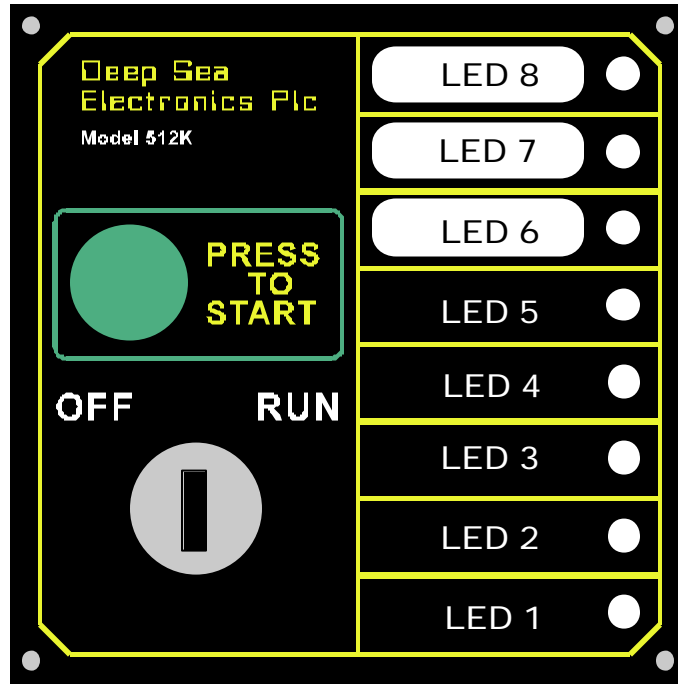 Deep Sea
Electronics Plc
Model 512K
PRESS
TO
START
OFF RUN
LED 8
LED 7
LED 6
LED 5
LED 4
LED 3
LED 2
LED 1